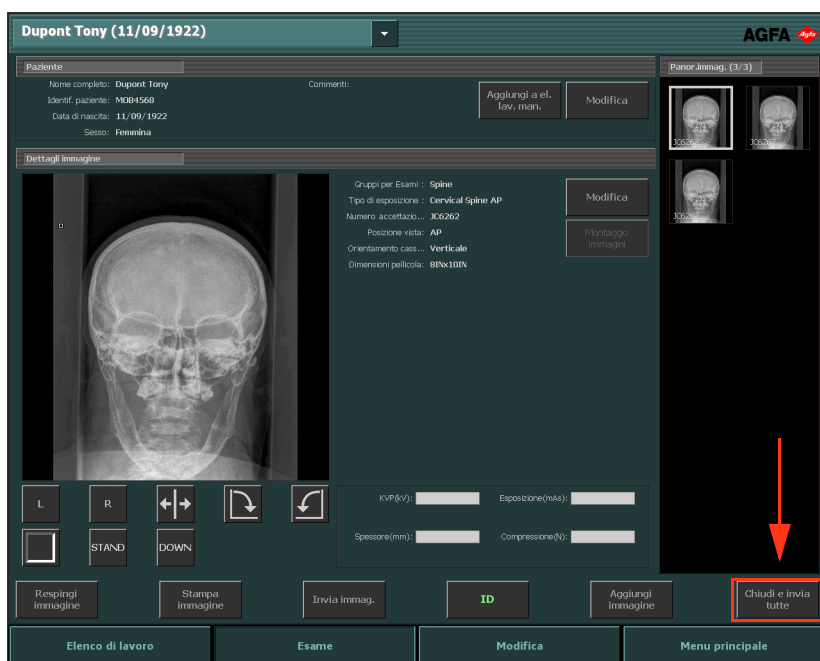 Dupont Tony (11/09/1922)
AGFA
Agfa
Paziente
Nome completo: Dupont Tony
Identif. paziente: MOB4568
Data di nascita: 11/09/1922
Sesso: Femmina
Commenti:
Aggiungi a el.
lav. man.
Modifica
Panor.immag. (3/3)
JC6262
JC6262
JC6262
Dettagli immagine
Gruppi per Esami : Spine
Tipo di esposizione : Cervical Spine AP
Numero accettazio... JC6262
Posizione vista: AP
Orientamento cass... Verticale
Dimensioni pellicola: 8INx10IN
Modifica
Montaggio
immagini
L
R
STAND
DOWN
KVP(kV):
Esposizione(mAs):
Spessore(mm):
Compressione(N):
Respingi
immagine
Stampa
immagine
Invia immag.
ID
Aggiungi
immagine
Chiudi e invia
tutte
Elenco di lavoro
Esame
Modifica
Menu principale